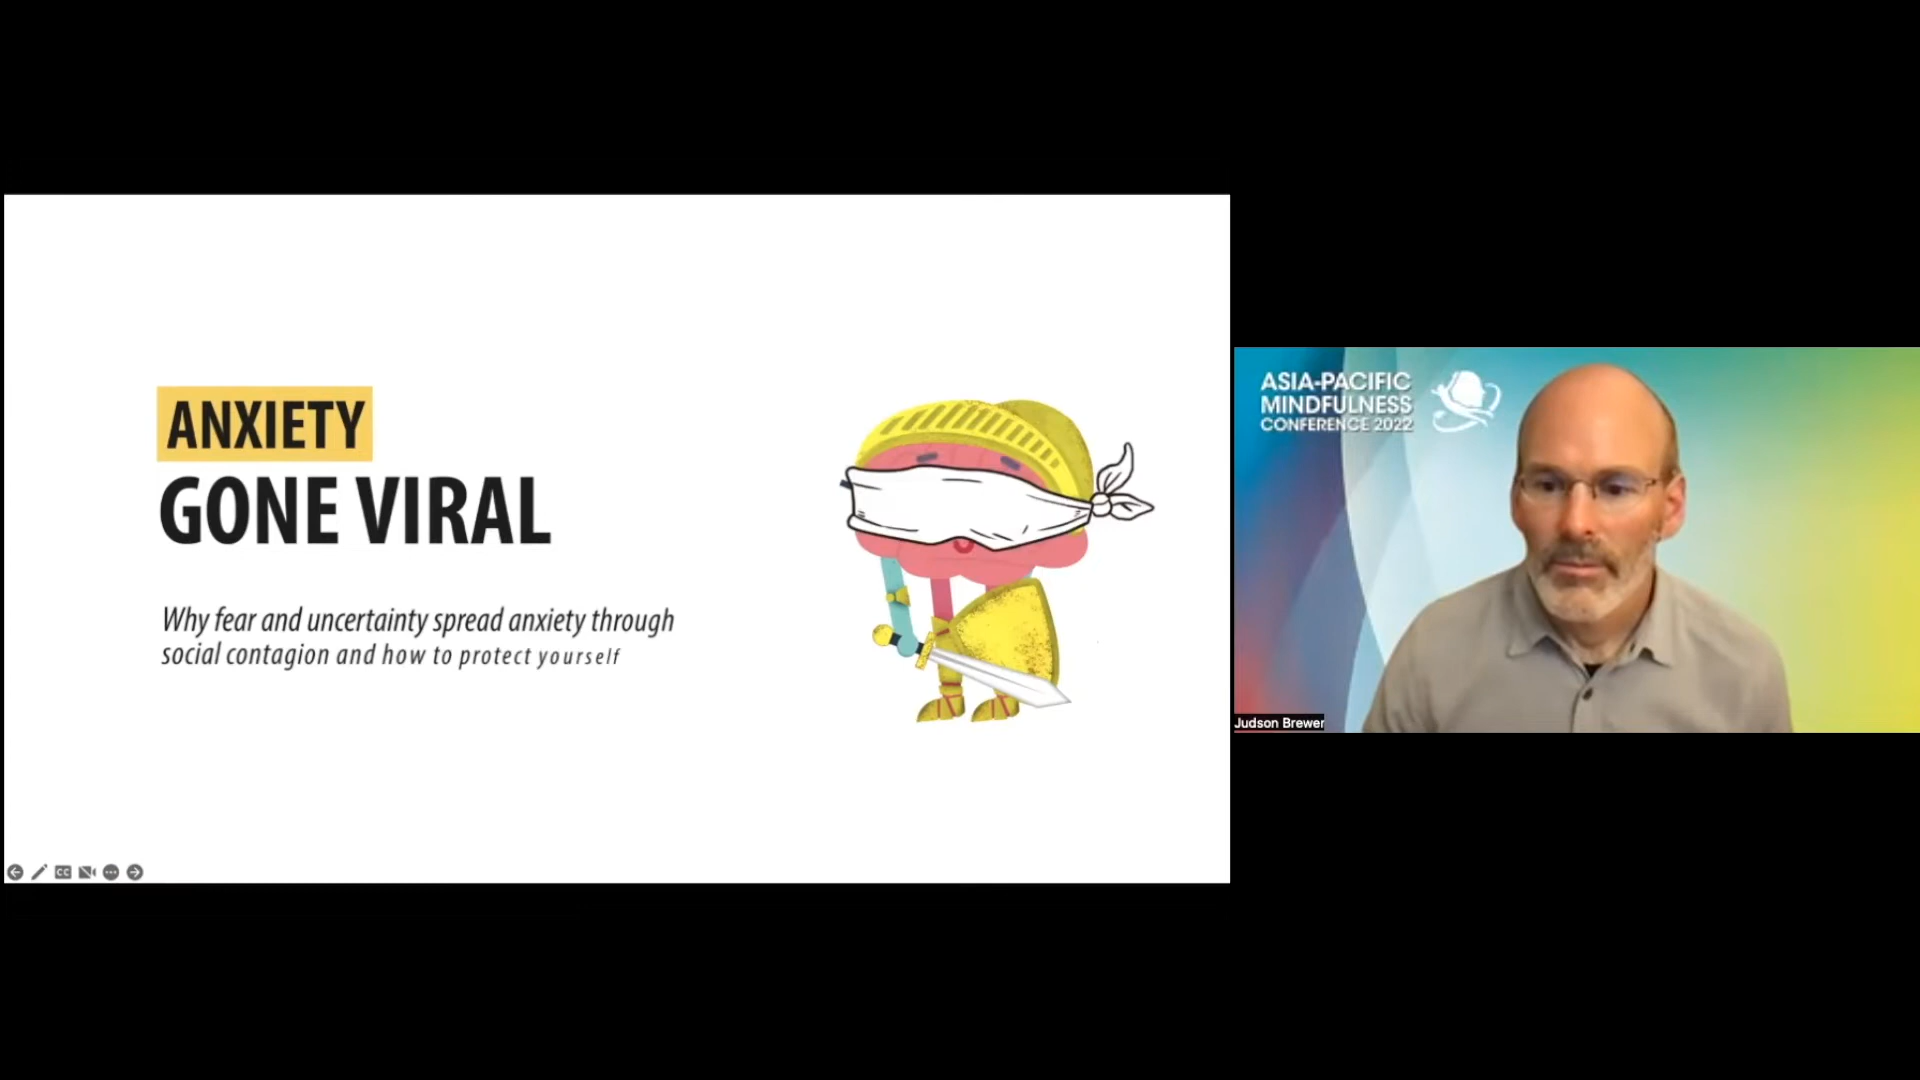 ANXIETY
GONE VIRAL
Why fear and uncertainty spread anxiety through
social contagion and how to protect yourself
CC
ASIA-PACIFIC
MINDFULNESS
CONFERENCE 2022
Judson Brewer